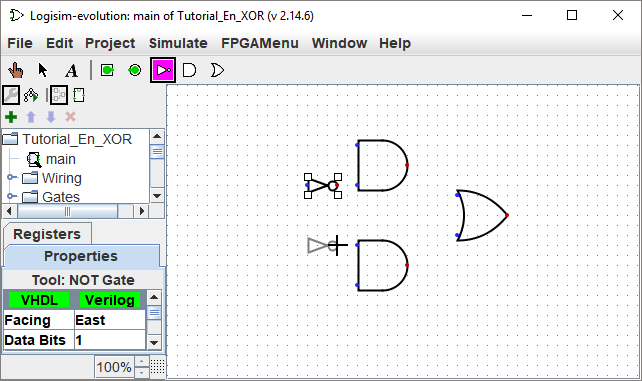 Logisim-evolution: main of Tutorial_En_XOR (v 2.14.6)
File Edit Project Simulate FPGAMenu Window Help
A
Tutorial_En_XOR
main
Wiring
Gates
Registers
Properties
Tool: NOT Gate
VHDL Verilog
Facing East
Data Bits 1
100%